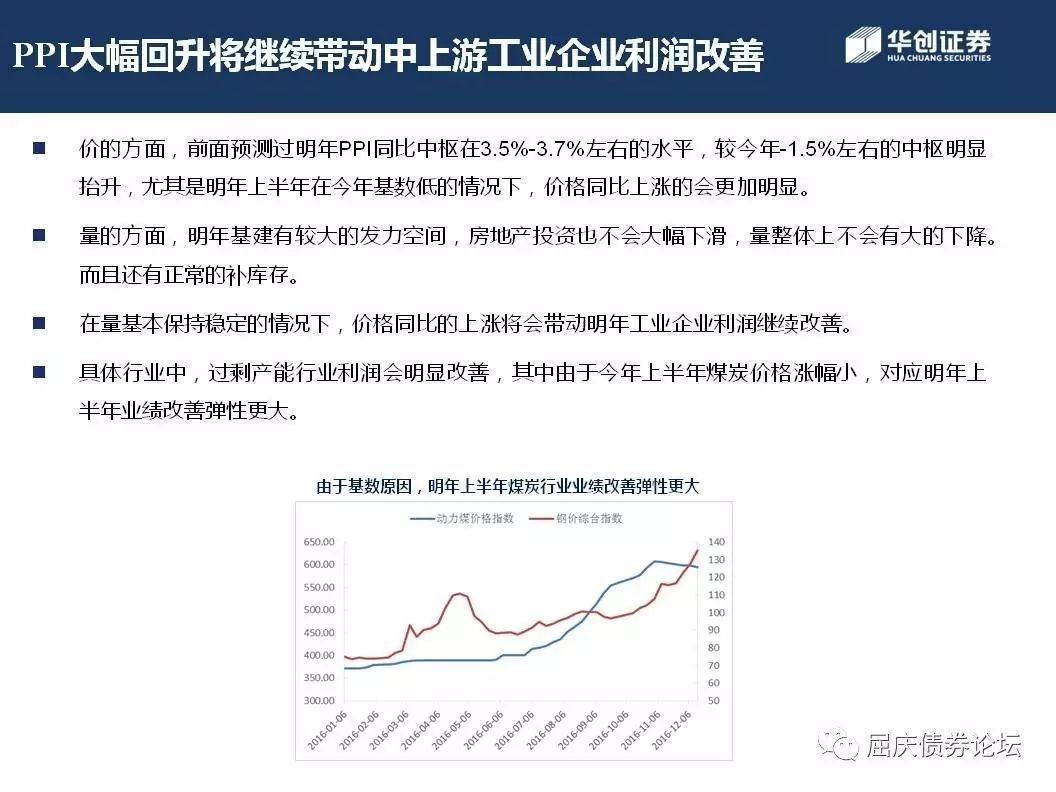 PPI大幅回升将继续带动中上游工业企业利润改善
华创证券
HUA CHUANG SECURITIES
价的方面，前面预测过明年PPI同比中枢在3.5%-3.7%左右的水平，较今年-1.5%左右的中枢明显
抬升，尤其是明年上半年在今年基数低的情况下，价格同比上涨的会更加明显。
量的方面，明年基建有较大的发力空间，房地产投资也不会大幅下滑，量整体上不会有大的下降。
而且还有正常的补库存。
在量基本保持稳定的情况下，价格同比的上涨将会带动明年工业企业利润继续改善。
具体行业中，过剩产能行业利润会明显改善，其中由于今年上半年煤炭价格涨幅小，对应明年上
半年业绩改善弹性更大。
由于基数原因，明年上半年煤炭行业业绩改善弹性更大
动力煤价格指数 钢价综合指数
650.00 140
600.00 130
550.00 120
500.00 110
450.00 100
400.00 90
350.00 80
300.00 70
60
50
2016-01-06 2016-02-06 2016-03-06 2016-04-06 2016-05-06 2016-06-06 2016-07-06 2016-08-06 2016-09-06 2016-10-06 2016-11-06 2016-12-06
屈庆债券论坛